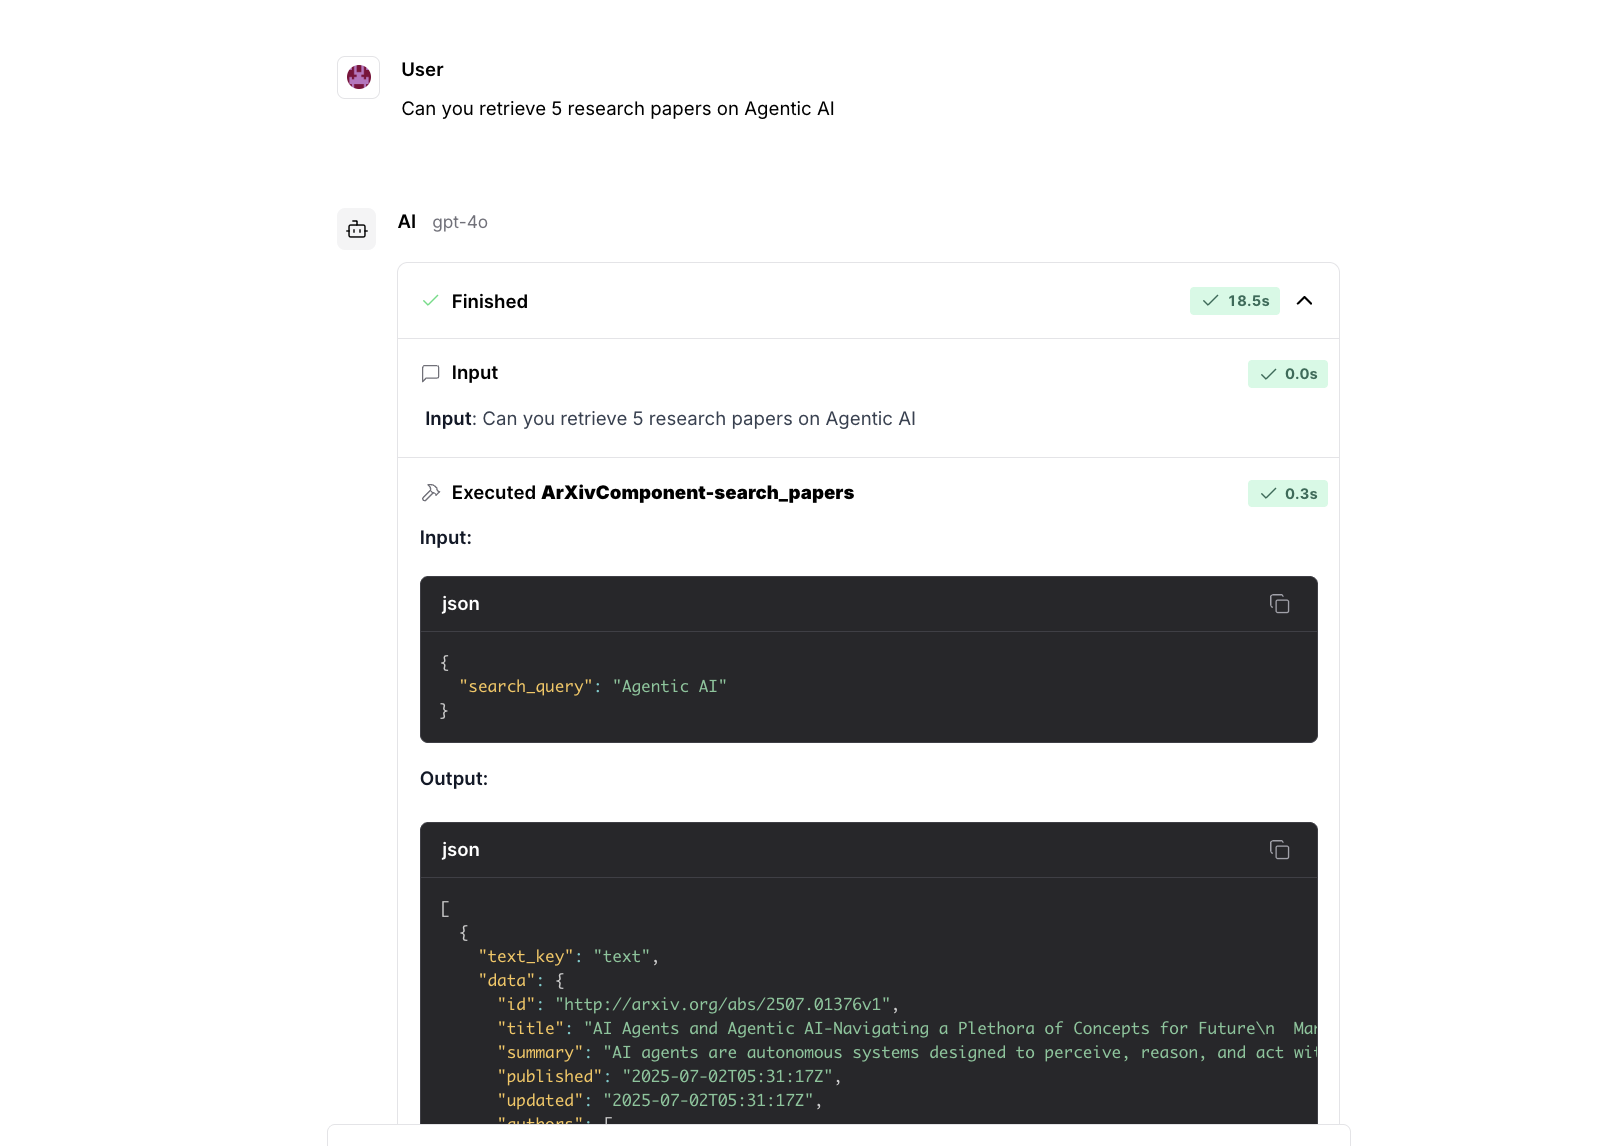 User
Can you retrieve 5 research papers on Agentic AI
AI gpt-4o
Finished 18.5s
Input 0.0s
Input: Can you retrieve 5 research papers on Agentic AI
Executed ArXivComponent-search_papers 0.3s
Input:
json
{
"search_query": "Agentic AI"
}
Output:
json
[
{
"text_key": "text",
"data": {
"id": "http://arxiv.org/abs/2507.01376v1",
"title": "AI Agents and Agentic AI-Navigating a Plethora of Concepts for Future\n Mar
"summary": "AI agents are autonomous systems designed to perceive, reason, and act wit
"published": "2025-07-02T05:31:17Z",
"updated": "2025-07-02T05:31:17Z",
"authors": [